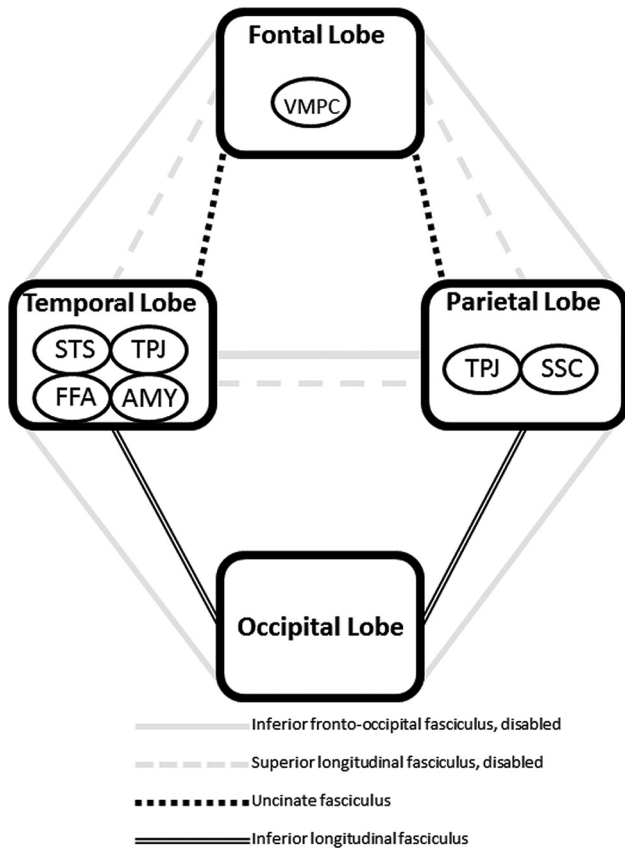 Fontal Lobe
VMPC
Temporal Lobe
STS TPJ
FFA AMY
Parietal Lobe
TPJ SSC
Occipital Lobe
Inferior fronto-occipital fasciculus, disabled
Superior longitudinal fasciculus, disabled
Uncinate fasciculus
Inferior longitudinal fasciculus